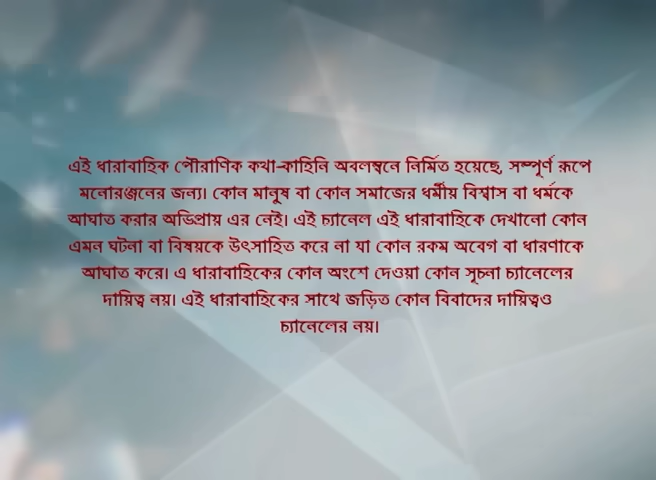 এই ধারাবাহিক পৌরাণিক কথা-কাহিনি অবলম্বনে নির্মিত হয়েছে, সম্পূর্ণ রূপে
মনোরঞ্জনের জন্য। কোন মানুষ বা কোন সমাজের ধর্মীয় বিশ্বাস বা ধর্মকে
আঘাত করার অভিপ্রায় এর নেই। এই চ্যানেল এই ধারাবাহিকে দেখানো কোন
এমন ঘটনা বা বিষয়কে উৎসাহিত করে না যা কোন রকম অবেগ বা ধারণাকে
আঘাত করে। এ ধারাবাহিকের কোন অংশে দেওয়া কোন সূচনা চ্যানেলের
দায়িত্ব নয়। এই ধারাবাহিকের সাথে জড়িত কোন বিবাদের দায়িত্বও
চ্যানেলের নয়।